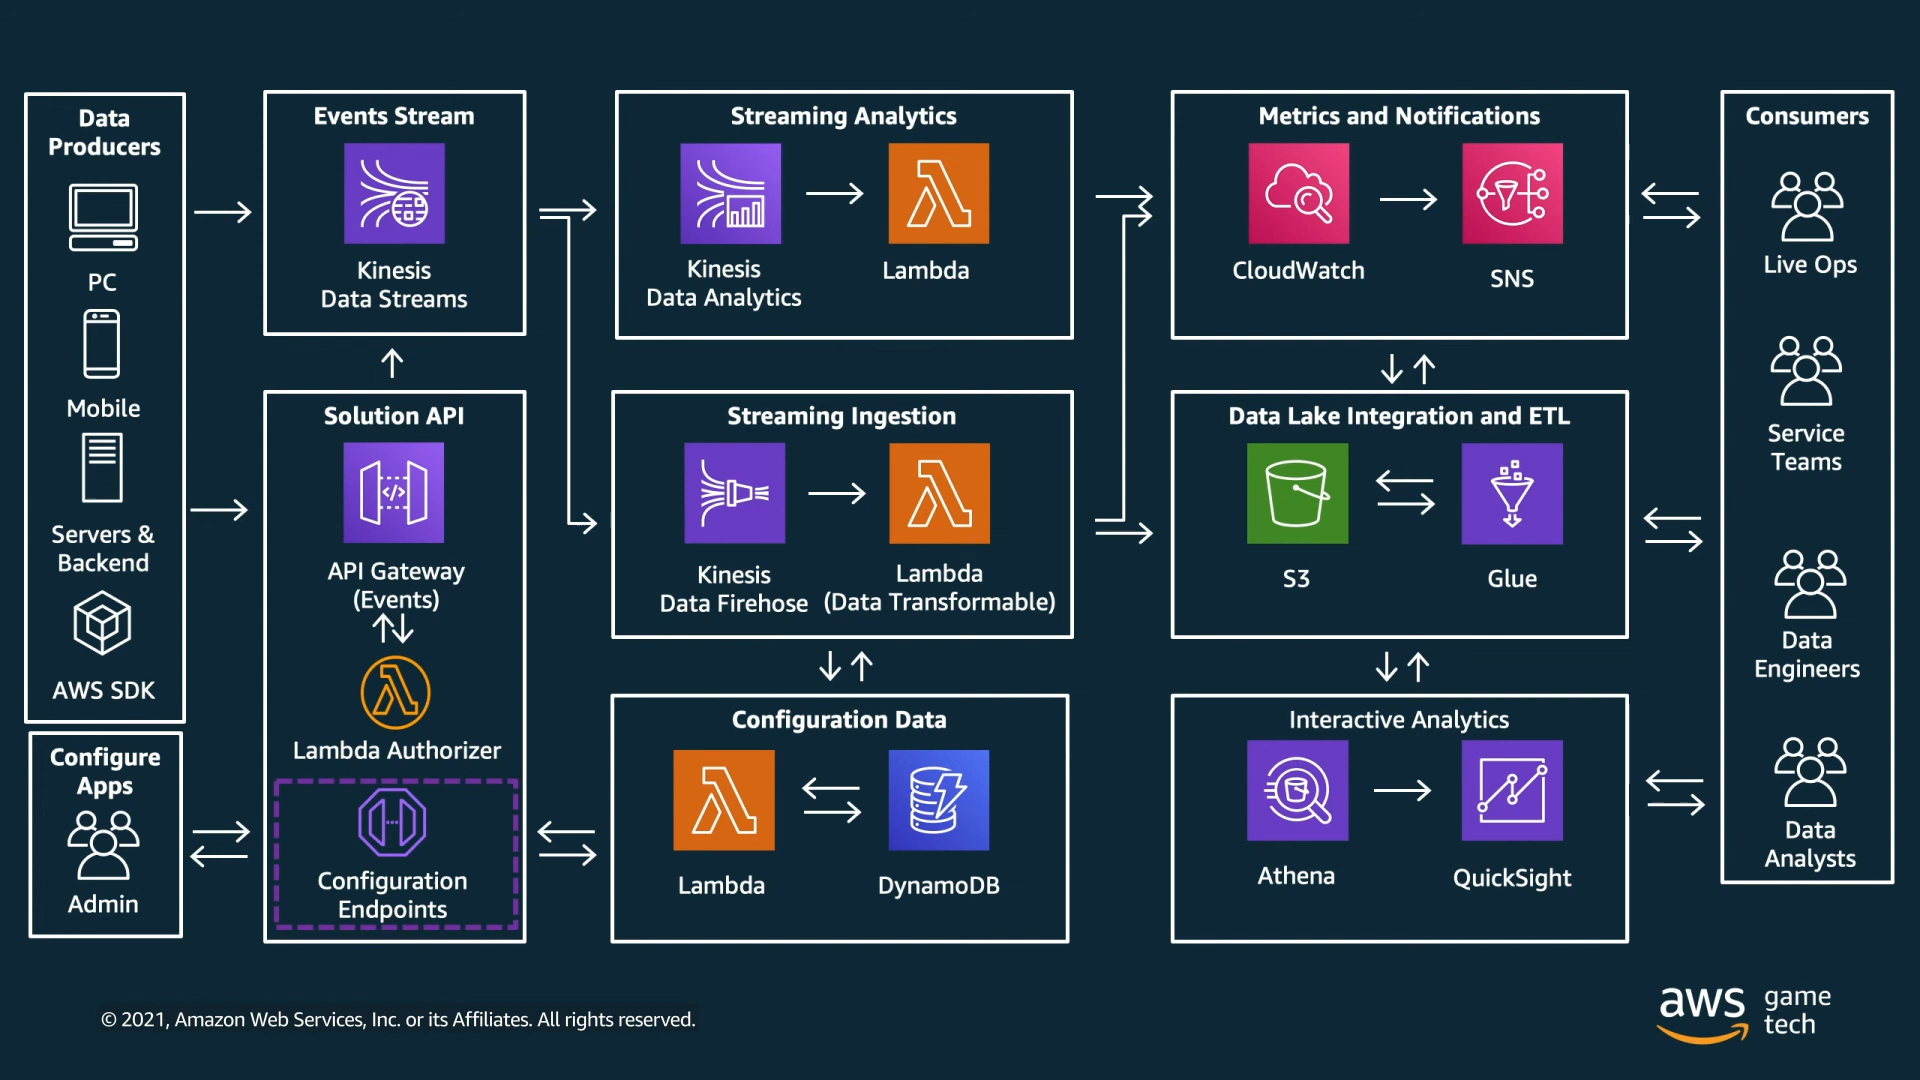 Data
Producers
PC
Mobile
Servers &
Backend
AWS SDK
Configure
Apps
Admin
Events Stream
Kinesis
Data Streams
Solution API
API Gateway
(Events)
Lambda Authorizer
Configuration
Endpoints
Streaming Analytics
Kinesis
Data Analytics
Lambda
Streaming Ingestion
Kinesis
Data Firehose
Lambda
(Data Transformable)
Configuration Data
Lambda
DynamoDB
Metrics and Notifications
CloudWatch
SNS
Data Lake Integration and ETL
S3
Glue
Interactive Analytics
Athena
QuickSight
Consumers
Live Ops
Service
Teams
Data
Engineers
Data
Analysts
© 2021, Amazon Web Services, Inc. or its Affiliates. All rights reserved.
aws
game
tech